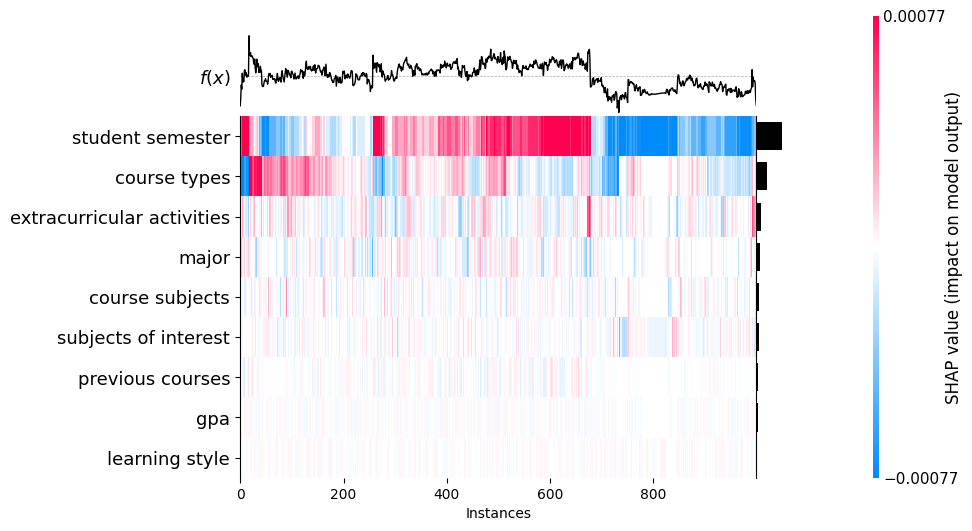 0.00077
f(x)
student semester
course types
extracurricular activities
major
course subjects
subjects of interest
previous courses
gpa
learning style
0 200 400 600 800
Instances
SHAP value (impact on model output)
−0.00077